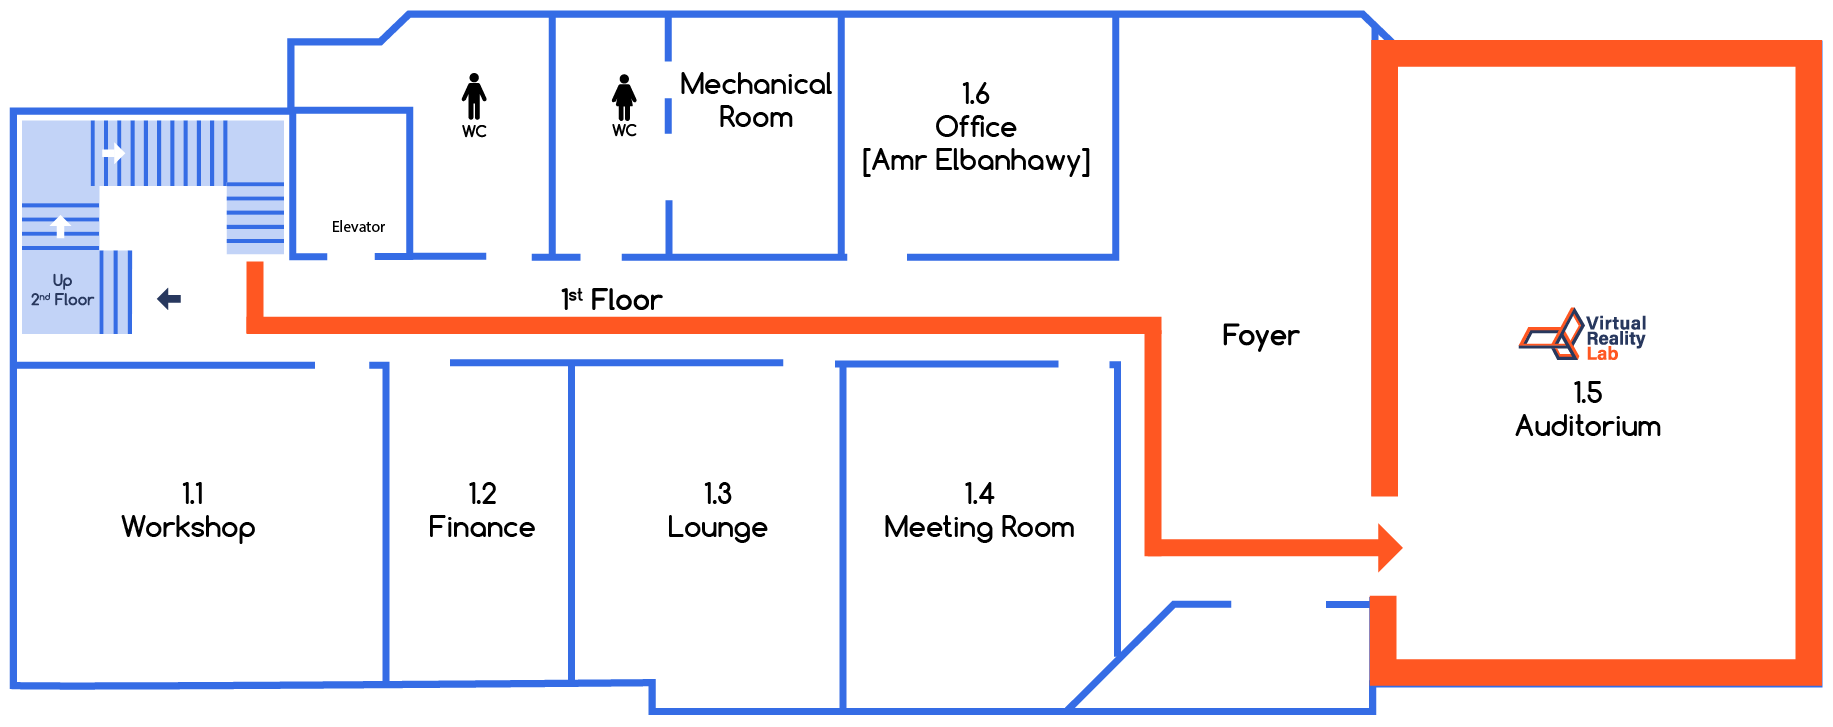 WC
WC
Mechanical
Room
1.6
Office
[Amr Elbanhawy]
Elevator
Up
2nd Floor
1st Floor
Foyer
Virtual
Reality
Lab
1.5
Auditorium
1.1
Workshop
1.2
Finance
1.3
Lounge
1.4
Meeting Room